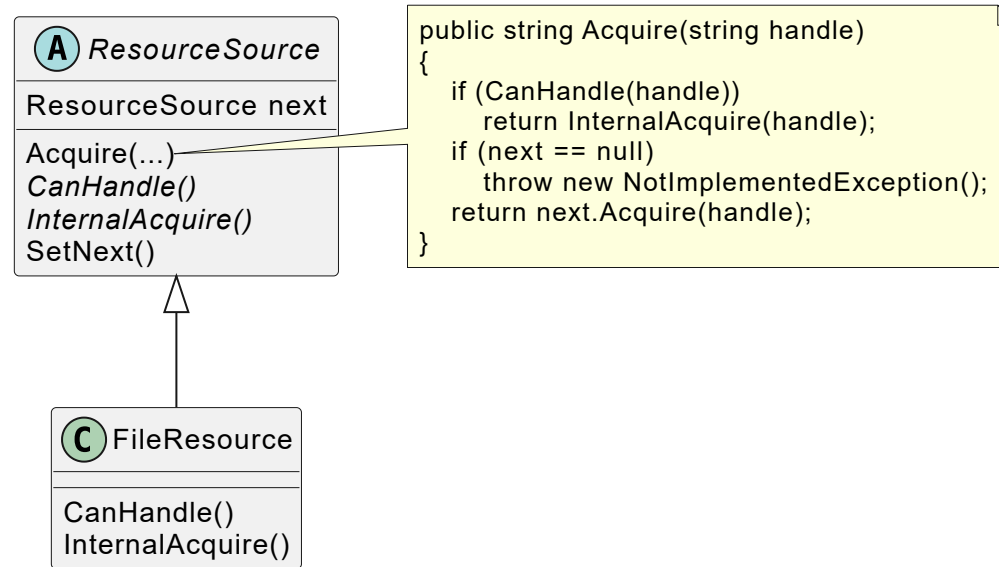 A ResourceSource
ResourceSource next
Acquire(...)
CanHandle()
InternalAcquire()
SetNext()
public string Acquire(string handle)
{
if (CanHandle(handle))
return InternalAcquire(handle);
if (next == null)
throw new NotImplementedException();
return next.Acquire(handle);
}
C FileResource
CanHandle()
InternalAcquire()